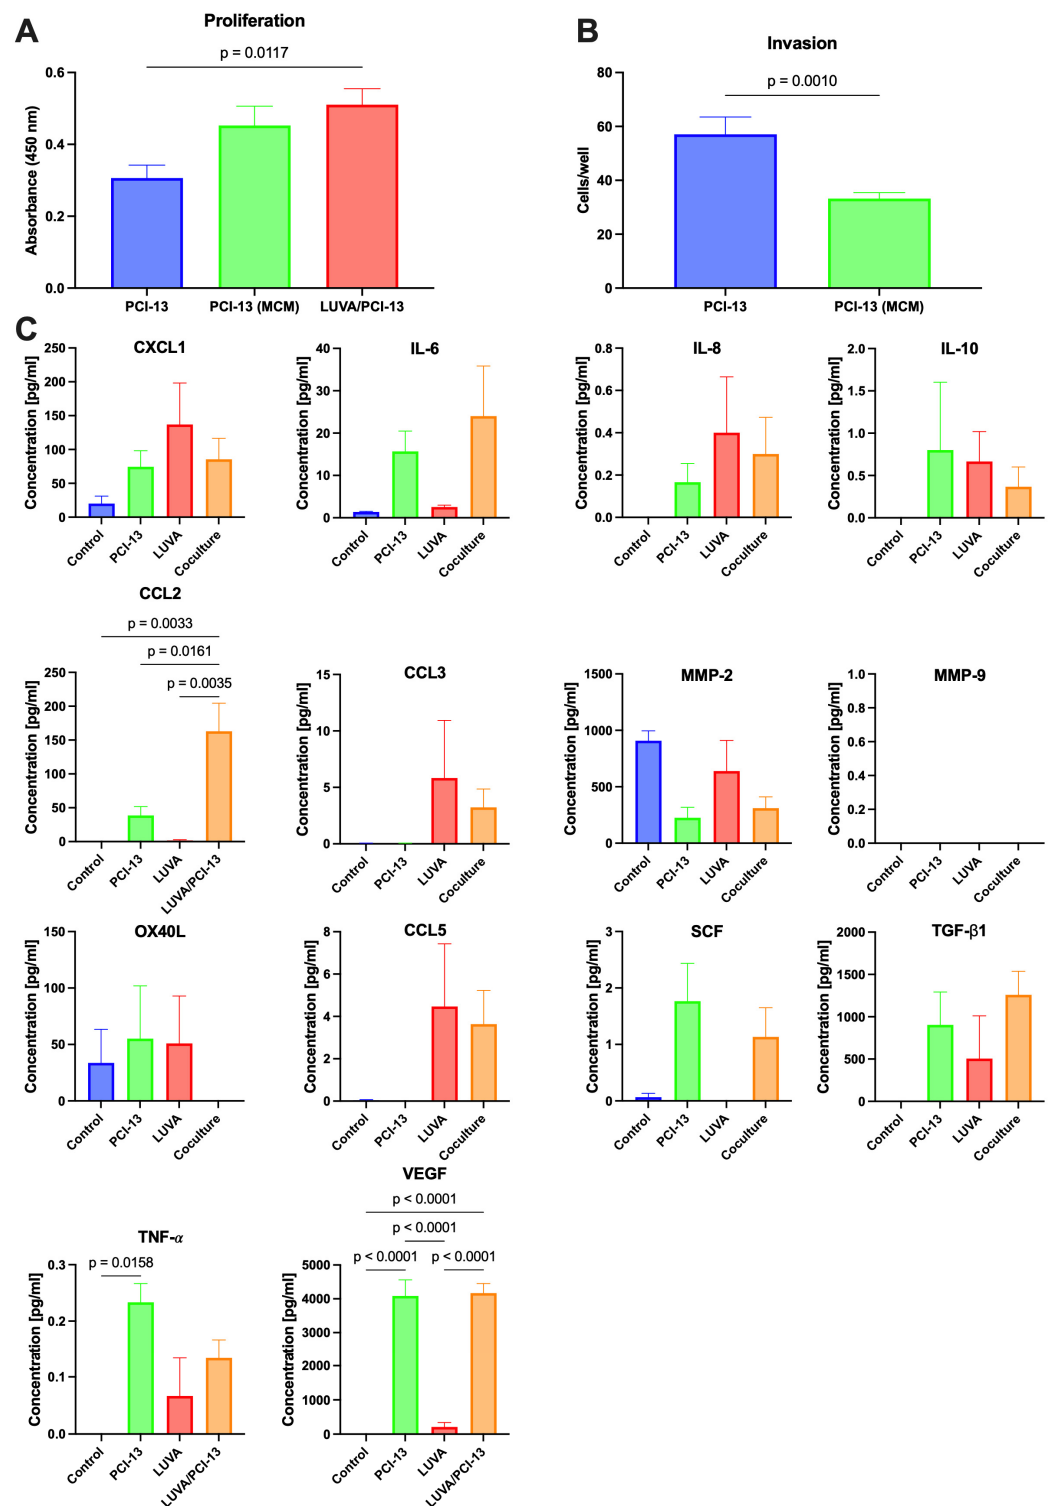 A
Proliferation
p = 0.0117
Absorbance (450 nm)
0.6
0.4
0.2
0.0
PCI-13
PCI-13 (MCM)
LUVA/PCI-13
B
Invasion
p = 0.0010
Cells/well
80
60
40
20
0
PCI-13
PCI-13 (MCM)
C
CXCL1
Concentration [pg/ml]
250
200
150
100
50
0
Control
PCI-13
LUVA
Coculture
IL-6
Concentration [pg/ml]
40
30
20
10
0
Control
PCI-13
LUVA
Coculture
IL-8
Concentration [pg/ml]
0.8
0.6
0.4
0.2
0.0
Control
PCI-13
LUVA
Coculture
IL-10
Concentration [pg/ml]
2.0
1.5
1.0
0.5
0.0
Control
PCI-13
LUVA
Coculture
CCL2
p = 0.0033
p = 0.0161
p = 0.0035
Concentration [pg/ml]
250
200
150
100
50
0
Control
PCI-13
LUVA
LUVA/PCI-13
CCL3
Concentration [pg/ml]
15
10
5
0
Control
PCI-13
LUVA
Coculture
MMP-2
Concentration [pg/ml]
1500
1000
500
0
Control
PCI-13
LUVA
Coculture
MMP-9
Concentration [pg/ml]
1.0
0.8
0.6
0.4
0.2
0.0
Control
PCI-13
LUVA
Coculture
OX40L
Concentration [pg/ml]
150
100
50
0
Control
PCI-13
LUVA
Coculture
CCL5
Concentration [pg/ml]
8
6
4
2
0
Control
PCI-13
LUVA
Coculture
SCF
Concentration [pg/ml]
3
2
1
0
Control
PCI-13
LUVA
Coculture
TGF-β1
Concentration [pg/ml]
2000
1500
1000
500
0
Control
PCI-13
LUVA
Coculture
TNF-α
p = 0.0158
Concentration [pg/ml]
0.3
0.2
0.1
0.0
Control
PCI-13
LUVA
LUVA/PCI-13
VEGF
p < 0.0001
p < 0.0001
p < 0.0001 p < 0.0001
Concentration [pg/ml]
5000
4000
3000
2000
1000
0
Control
PCI-13
LUVA
LUVA/PCI-13